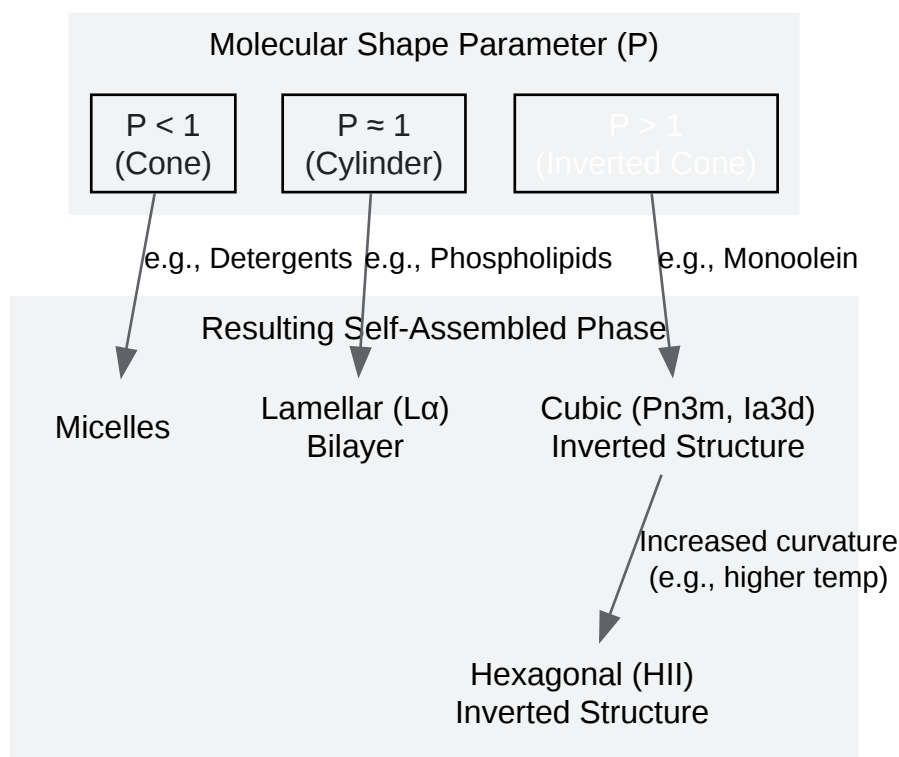 Molecular Shape Parameter (P)
P < 1
(Cone)
P ≈ 1
(Cylinder)
P > 1
(Inverted Cone)
e.g., Detergents
e.g., Phospholipids
e.g., Monoolein
Resulting Self-Assembled Phase
Micelles
Lamellar (Lα)
Bilayer
Cubic (Pn3m, Ia3d)
Inverted Structure
Increased curvature
(e.g., higher temp)
Hexagonal (HII)
Inverted Structure